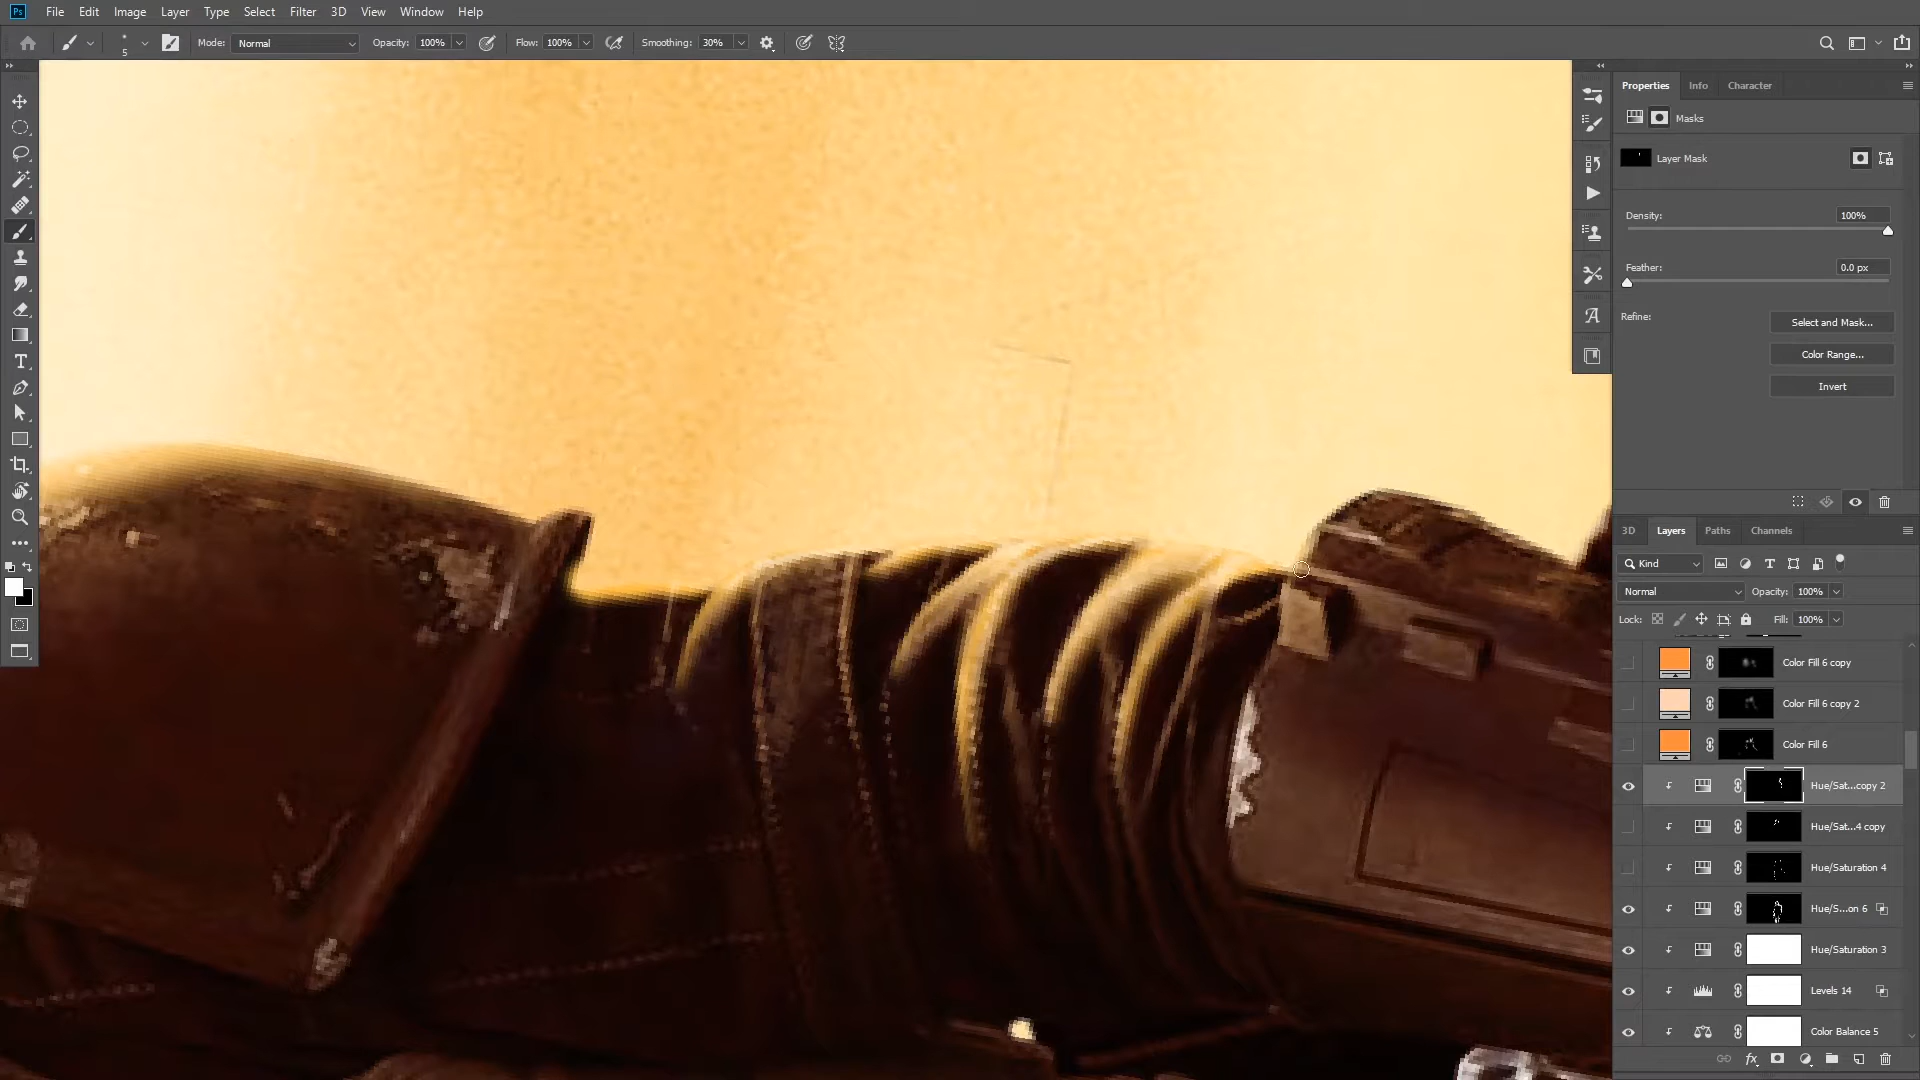 Ps File Edit Image Layer Type Select Filter 3D View Window Help
5 Mode: Normal Opacity: 100% Flow: 100% Smoothing: 30%
Properties Info Character
Masks
Layer Mask
Density: 100%
Feather: 0.0 px
Refine: Select and Mask...
Color Range...
Invert
3D Layers Paths Channels
Kind
Normal Opacity: 100%
Lock: Fill: 100%
Color Fill 6 copy
Color Fill 6 copy 2
Color Fill 6
Hue/Sat...copy 2
Hue/Sat...4 copy
Hue/Saturation 4
Hue/S...on 6
Hue/Saturation 3
Levels 14
Color Balance 5
fx